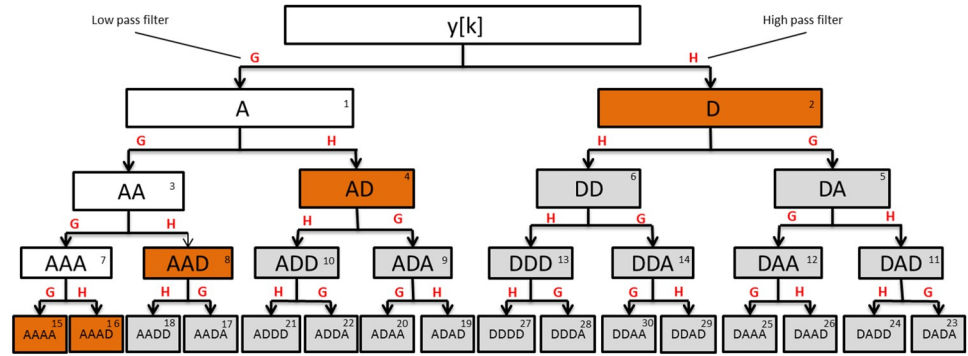 Low pass filter
y[k]
High pass filter
G
H
A 1
D 2
G
H
H
G
AA 3
AD 4
DD 6
DA 5
G
H
H
G
H
G
G
H
AAA 7
AAD 8
ADD 10
ADA 9
DDD 13
DDA 14
DAA 12
DAD 11
G
H
H
G
H
G
G
H
H
G
G
H
G
H
H
G
AAAA 15
AAAD 16
AADD 18
AADA 17
ADDD 21
ADDA 22
ADAA 20
ADAD 19
DDDD 27
DDDA 28
DDAA 30
DDAD 29
DAAA 25
DAAD 26
DADD 24
DADA 23